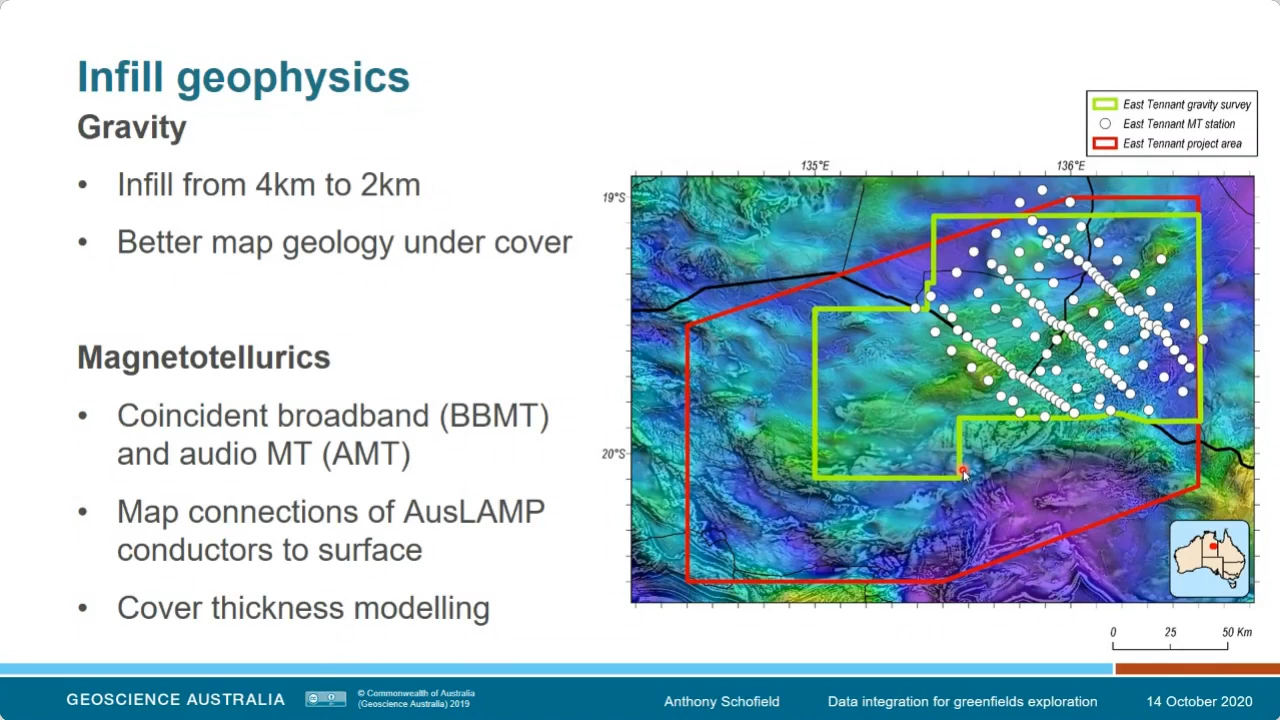 Infill geophysics
Gravity
• Infill from 4km to 2km
• Better map geology under cover
Magnetotellurics
• Coincident broadband (BBMT)
and audio MT (AMT)
• Map connections of AusLAMP
conductors to surface
• Cover thickness modelling
East Tennant gravity survey
East Tennant MT station
East Tennant project area
135°E
136°E
19°S
20°S
0 25 50 Km
GEOSCIENCE AUSTRALIA
© Commonwealth of Australia
(Geoscience Australia) 2019
Anthony Schofield
Data integration for greenfields exploration
14 October 2020